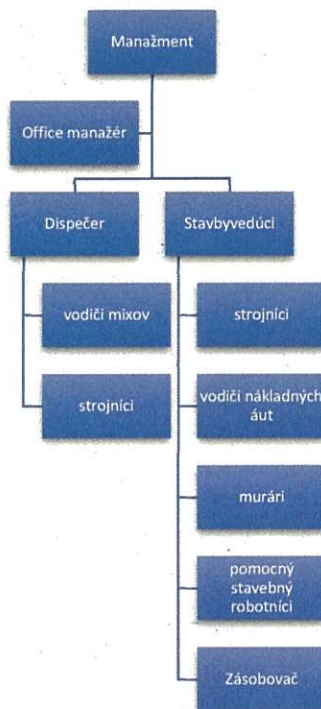 Manažment
Office manažér
Dispečer
Stavbyvedúci
vodiči mixov
strojníci
strojníci
vodiči nákladných
áut
murári
pomocný
stavebný
robotníci
Zásobovač